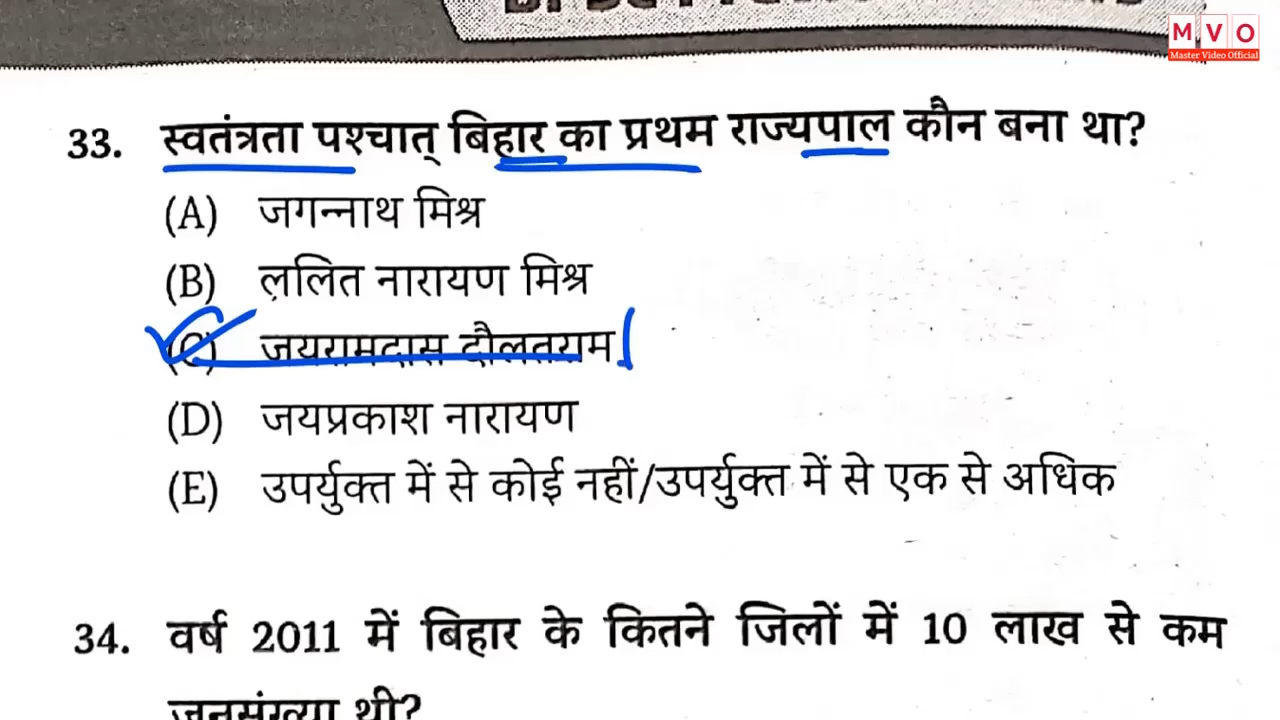 M V O
Master Video Official
33. स्वतंत्रता पश्चात् बिहार का प्रथम राज्यपाल कौन बना था?
(A) जगन्नाथ मिश्र
(B) ललित नारायण मिश्र
(C) जयरामदास दौलतराम
(D) जयप्रकाश नारायण
(E) उपर्युक्त में से कोई नहीं/उपर्युक्त में से एक से अधिक
34. वर्ष 2011 में बिहार के कितने जिलों में 10 लाख से कम
जनसंख्या थी?